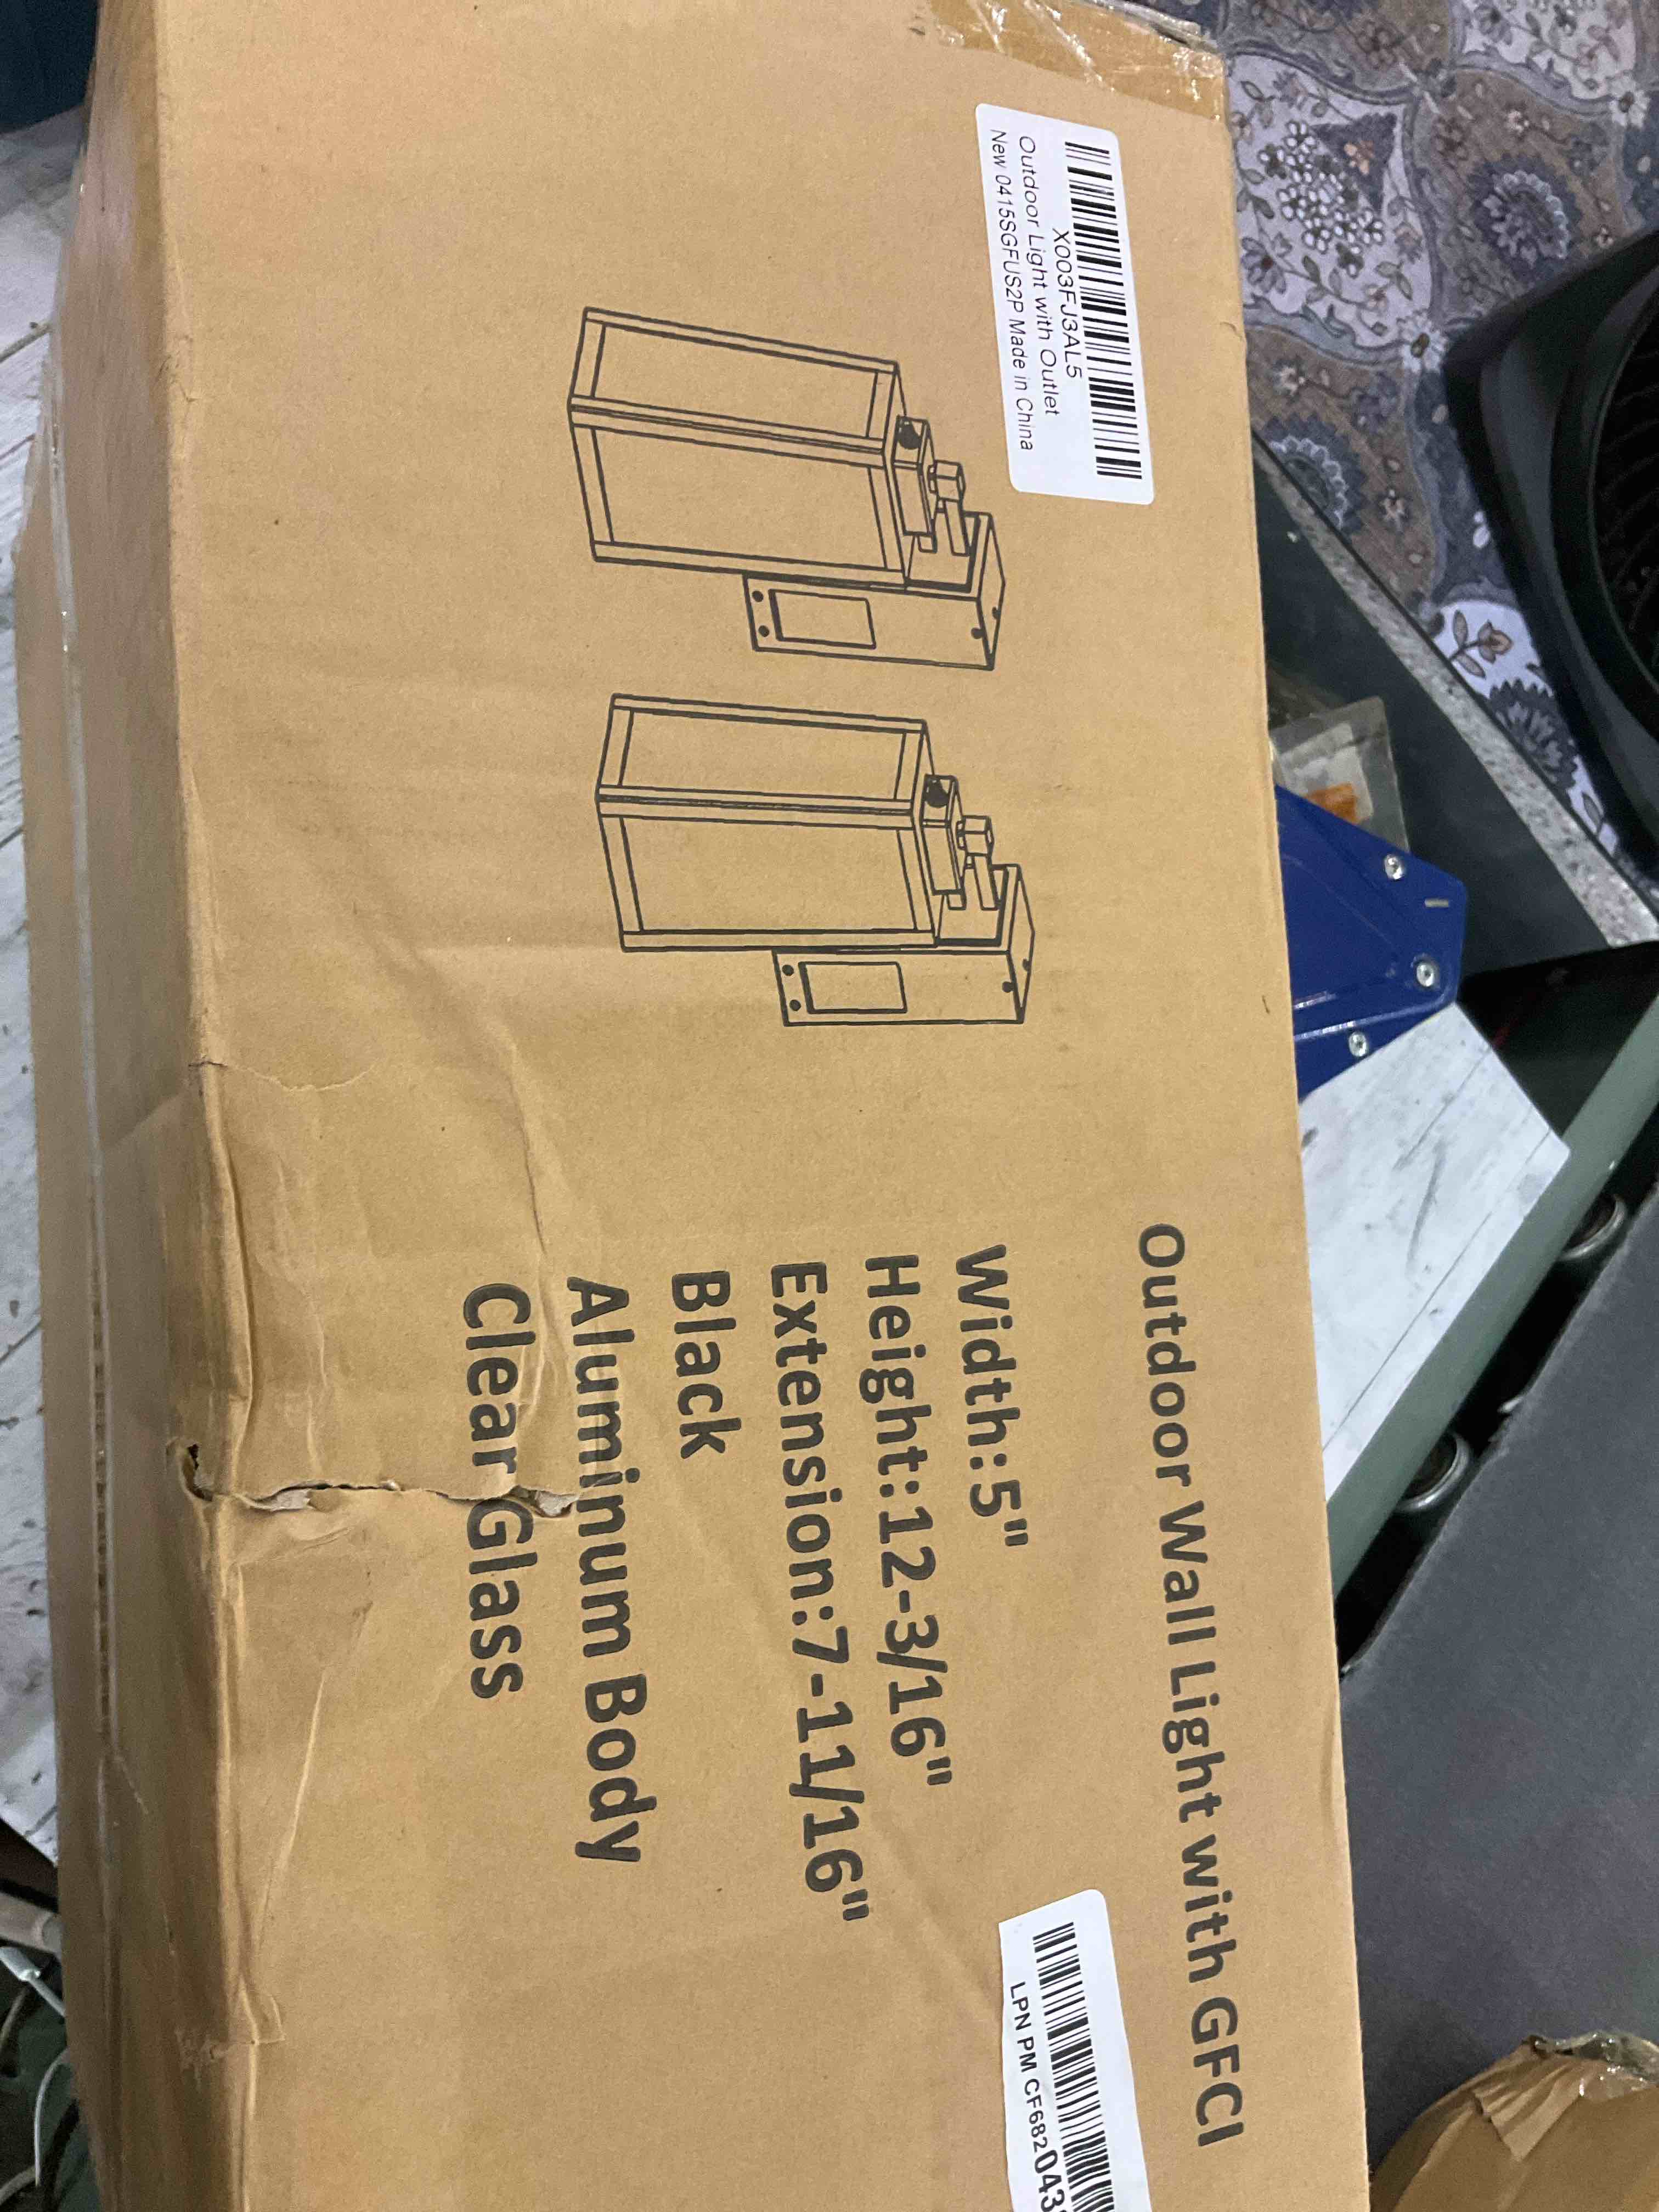 X003FJ3AL5
Outdoor Light with Outlet
New 0415SGFUS2P Made in China
Outdoor Wall Light with GFCI
Width:5"
Height:12-3/16"
Extension:7-11/16"
Black
Aluminum Body
Clear Glass
LPN PM CF682043